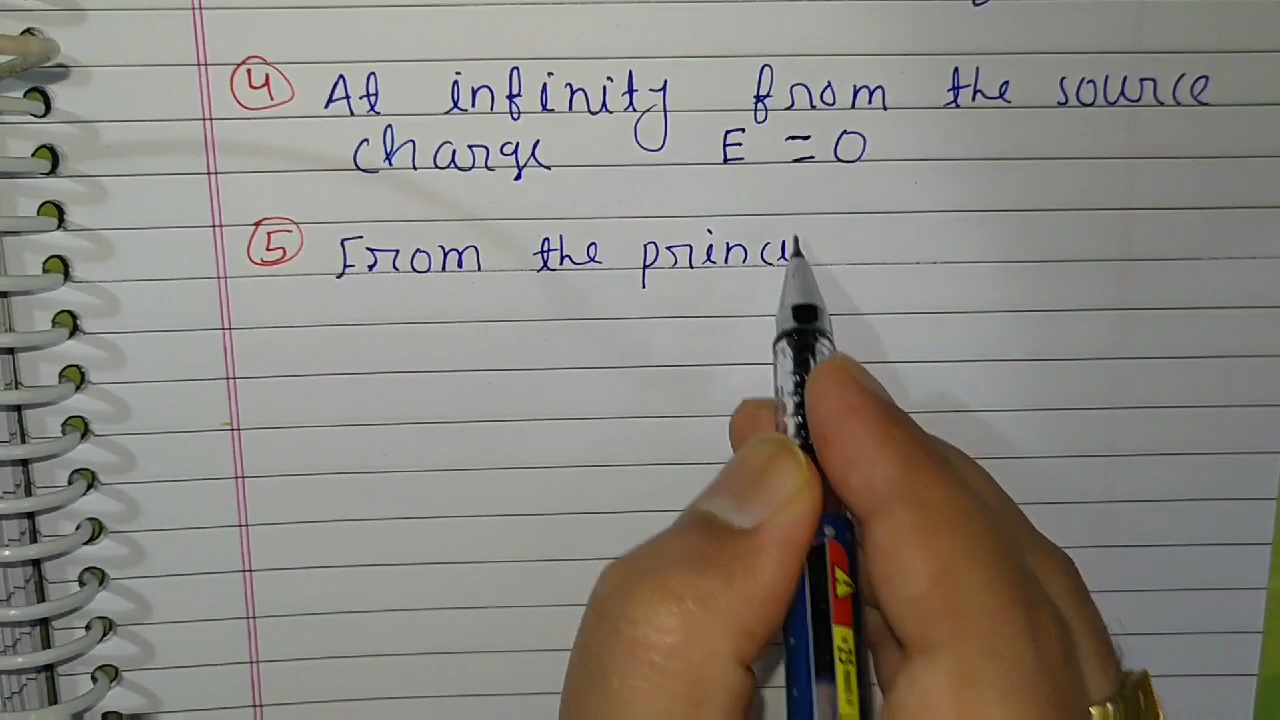 ④ At infinity from the source
charge E = 0
⑤ From the princi